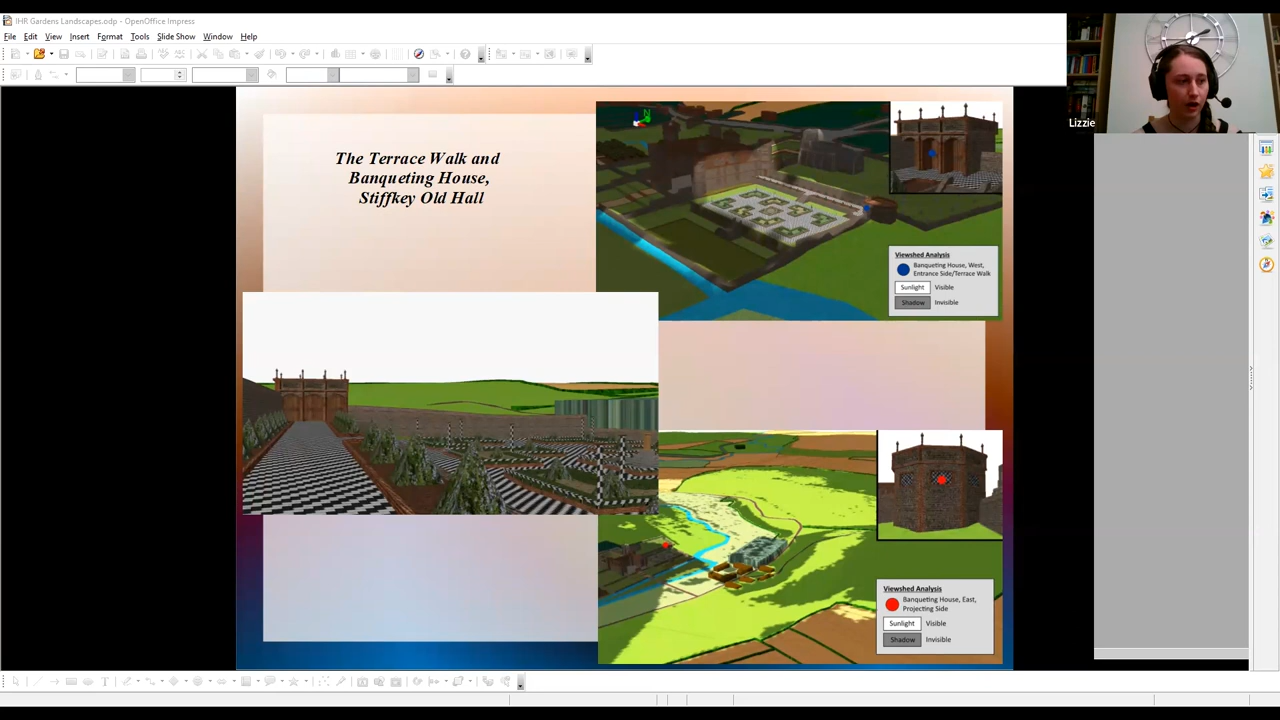 IHR Gardens Landscapes.odp - OpenOffice Impress
File Edit View Insert Format Tools Slide Show Window Help
Lizzie
The Terrace Walk and
Banqueting House,
Stiffkey Old Hall
Viewshed Analysis
Banqueting House, West,
Entrance Side/Terrace Walk
Sunlight Visible
Shadow Invisible
Viewshed Analysis
Banqueting House, East,
Projecting Side
Sunlight Visible
Shadow Invisible